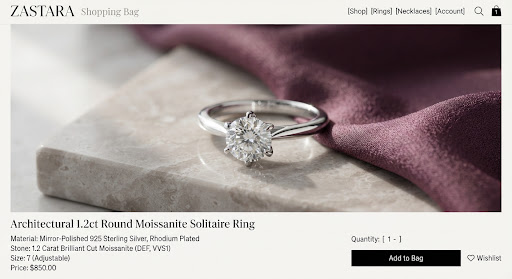 ZASTARA Shopping Bag
[Shop] [Rings] [Necklaces] [Account]
1
Architectural 1.2ct Round Moissanite Solitaire Ring
Material: Mirror-Polished 925 Sterling Silver, Rhodium Plated
Stone: 1.2 Carat Brilliant Cut Moissanite (DEF, VVS1)
Size: 7 (Adjustable)
Price: $850.00
Quantity: [ 1 - ]
Add to Bag
Wishlist